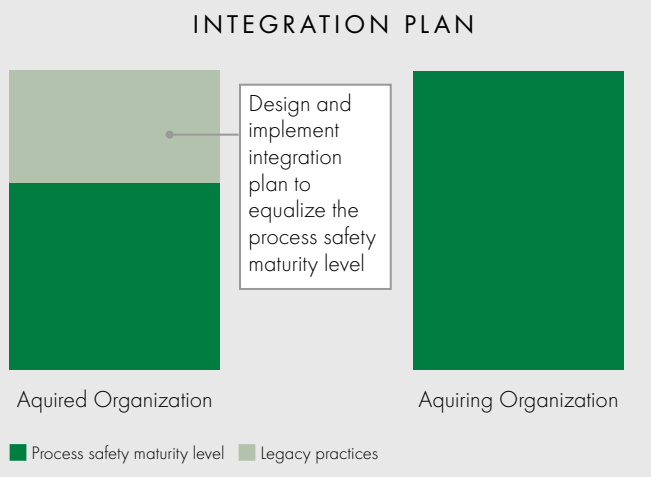 INTEGRATION PLAN
Design and
implement
integration
plan to
equalize the
process safety
maturity level
Aquired Organization
Aquiring Organization
Process safety maturity level
Legacy practices